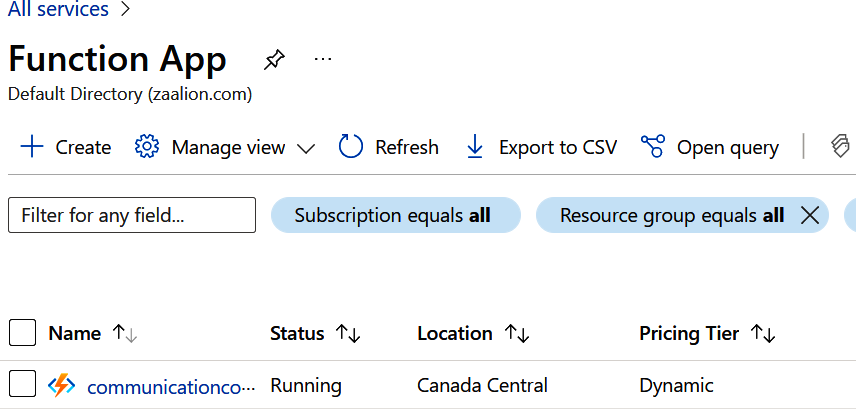 All services >
Function App ...
Default Directory (zaalion.com)
+ Create Manage view Refresh Export to CSV Open query
Filter for any field... Subscription equals all Resource group equals all
Name Status Location Pricing Tier
communicationco... Running Canada Central Dynamic